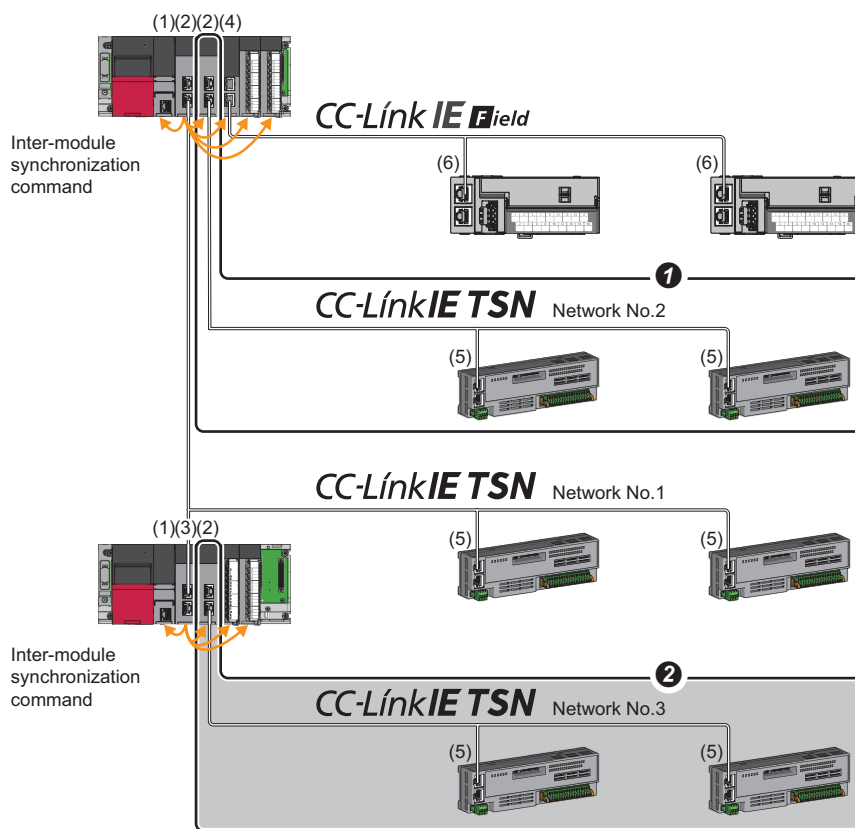 (1)(2)(2)(4)
CC-Link IE Field
Inter-module
synchronization
command
(6) (6)
1
CC-Link IE TSN Network No.2
(5) (5)
CC-Link IE TSN Network No.1
(1)(3)(2)
(5) (5)
Inter-module
synchronization
command
2
CC-Link IE TSN Network No.3
(5) (5)